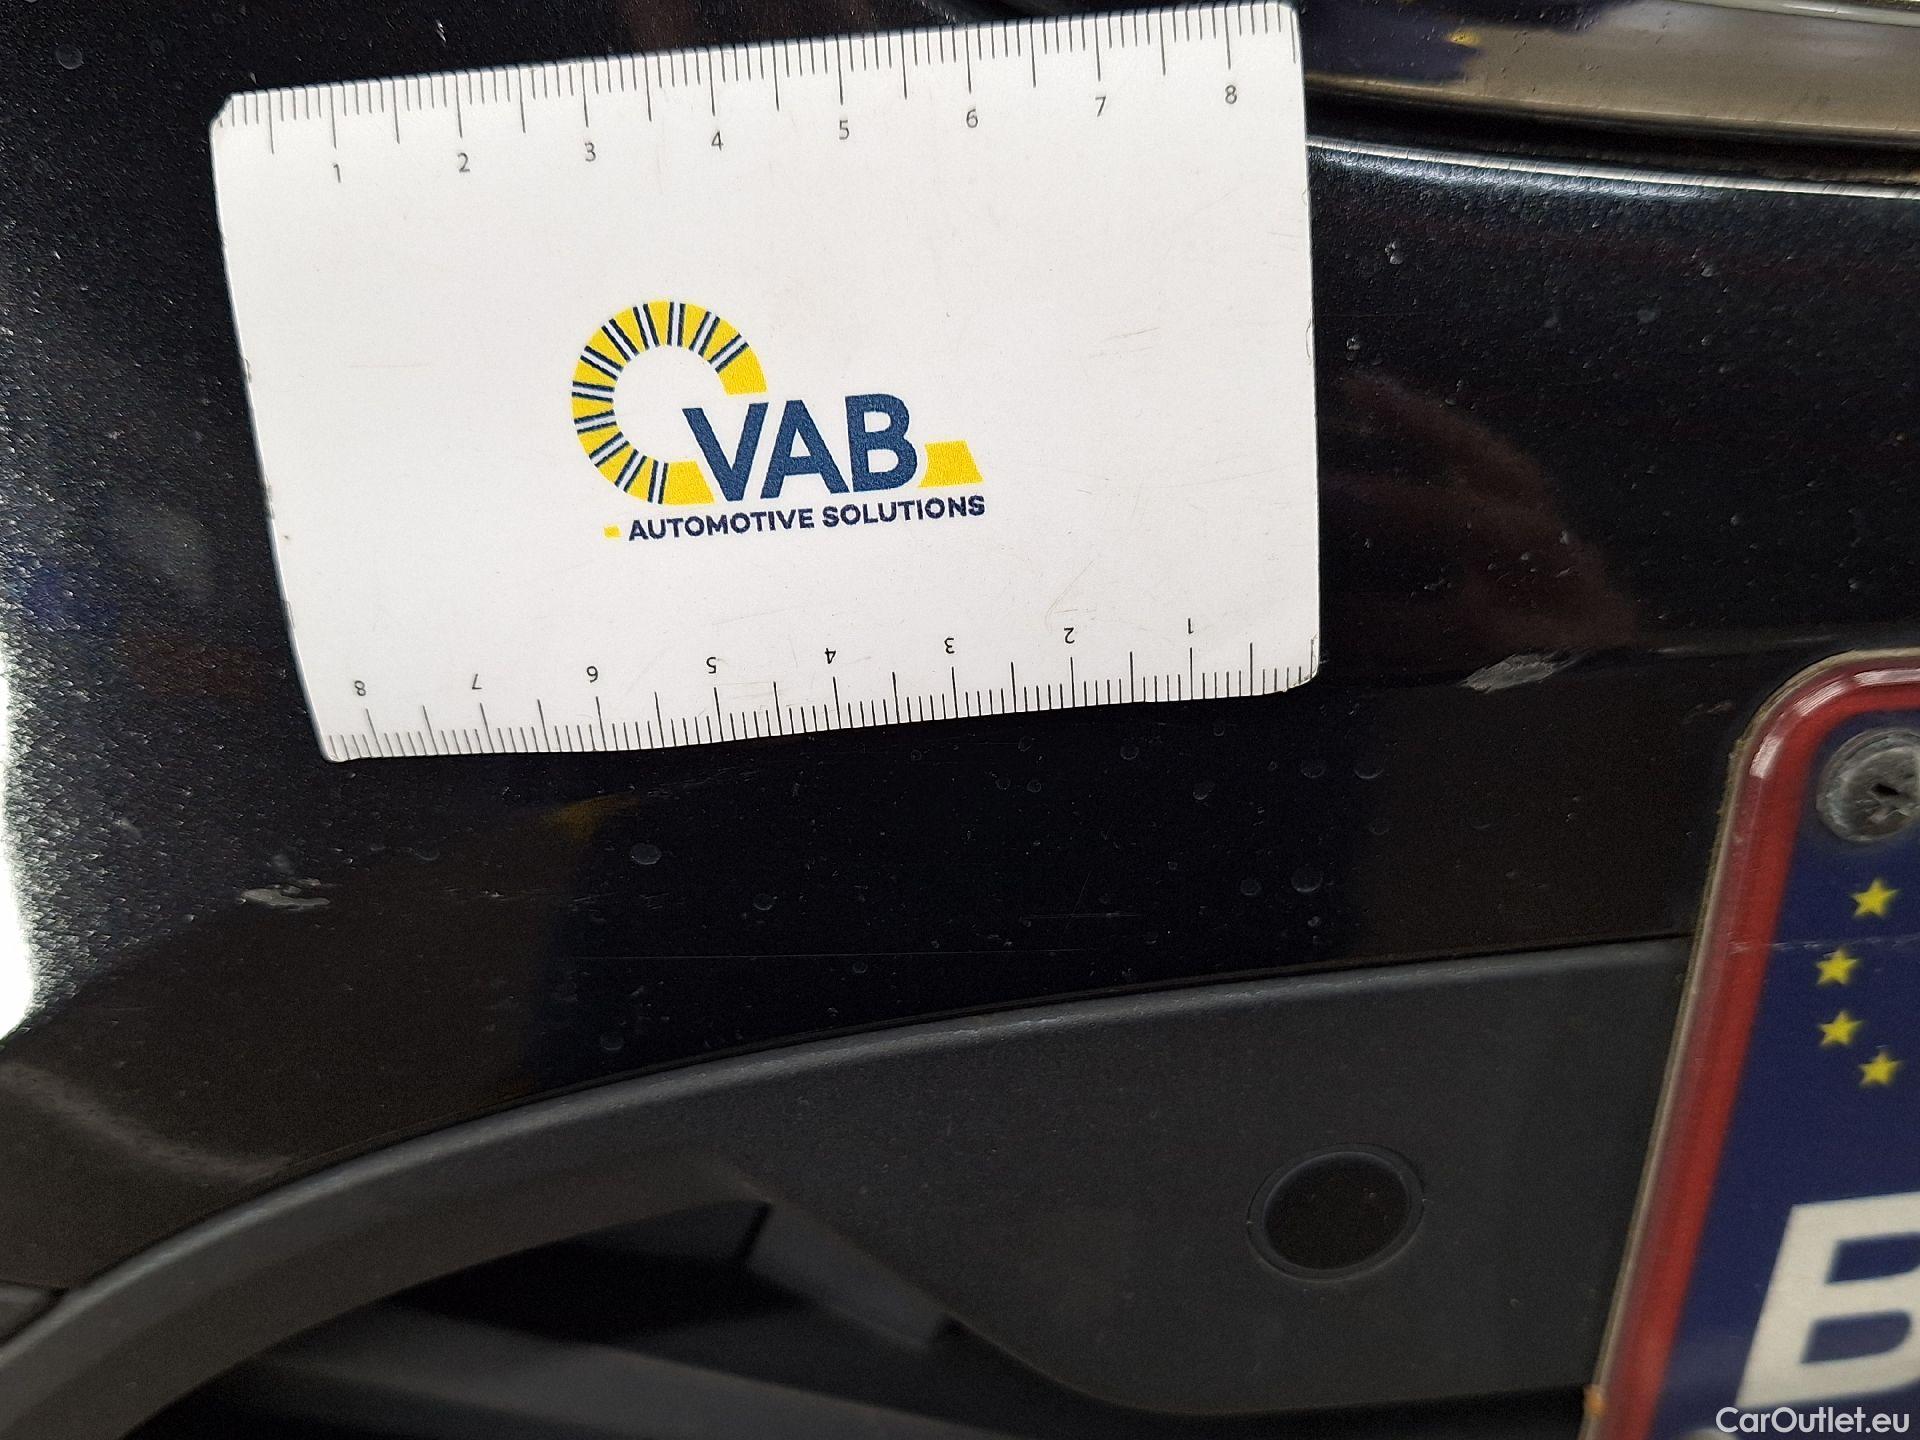 1 2 3 4 5 6 7 8
VAB
AUTOMOTIVE SOLUTIONS
8 7 6 5 4 3 2 1
B
CarOutlet.eu